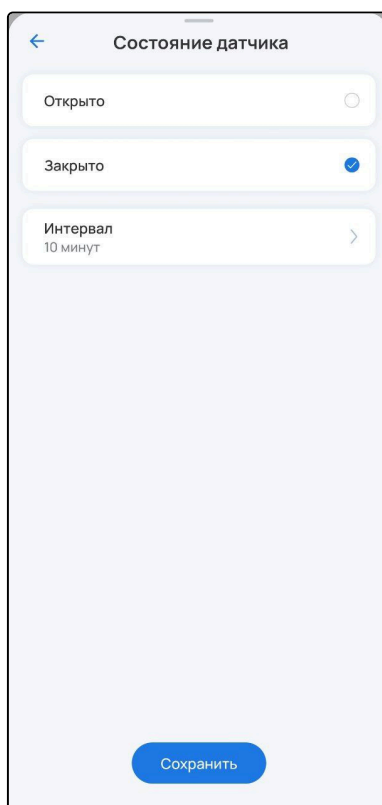 Состояние датчика
Открыто
Закрыто
Интервал
10 минут
Сохранить